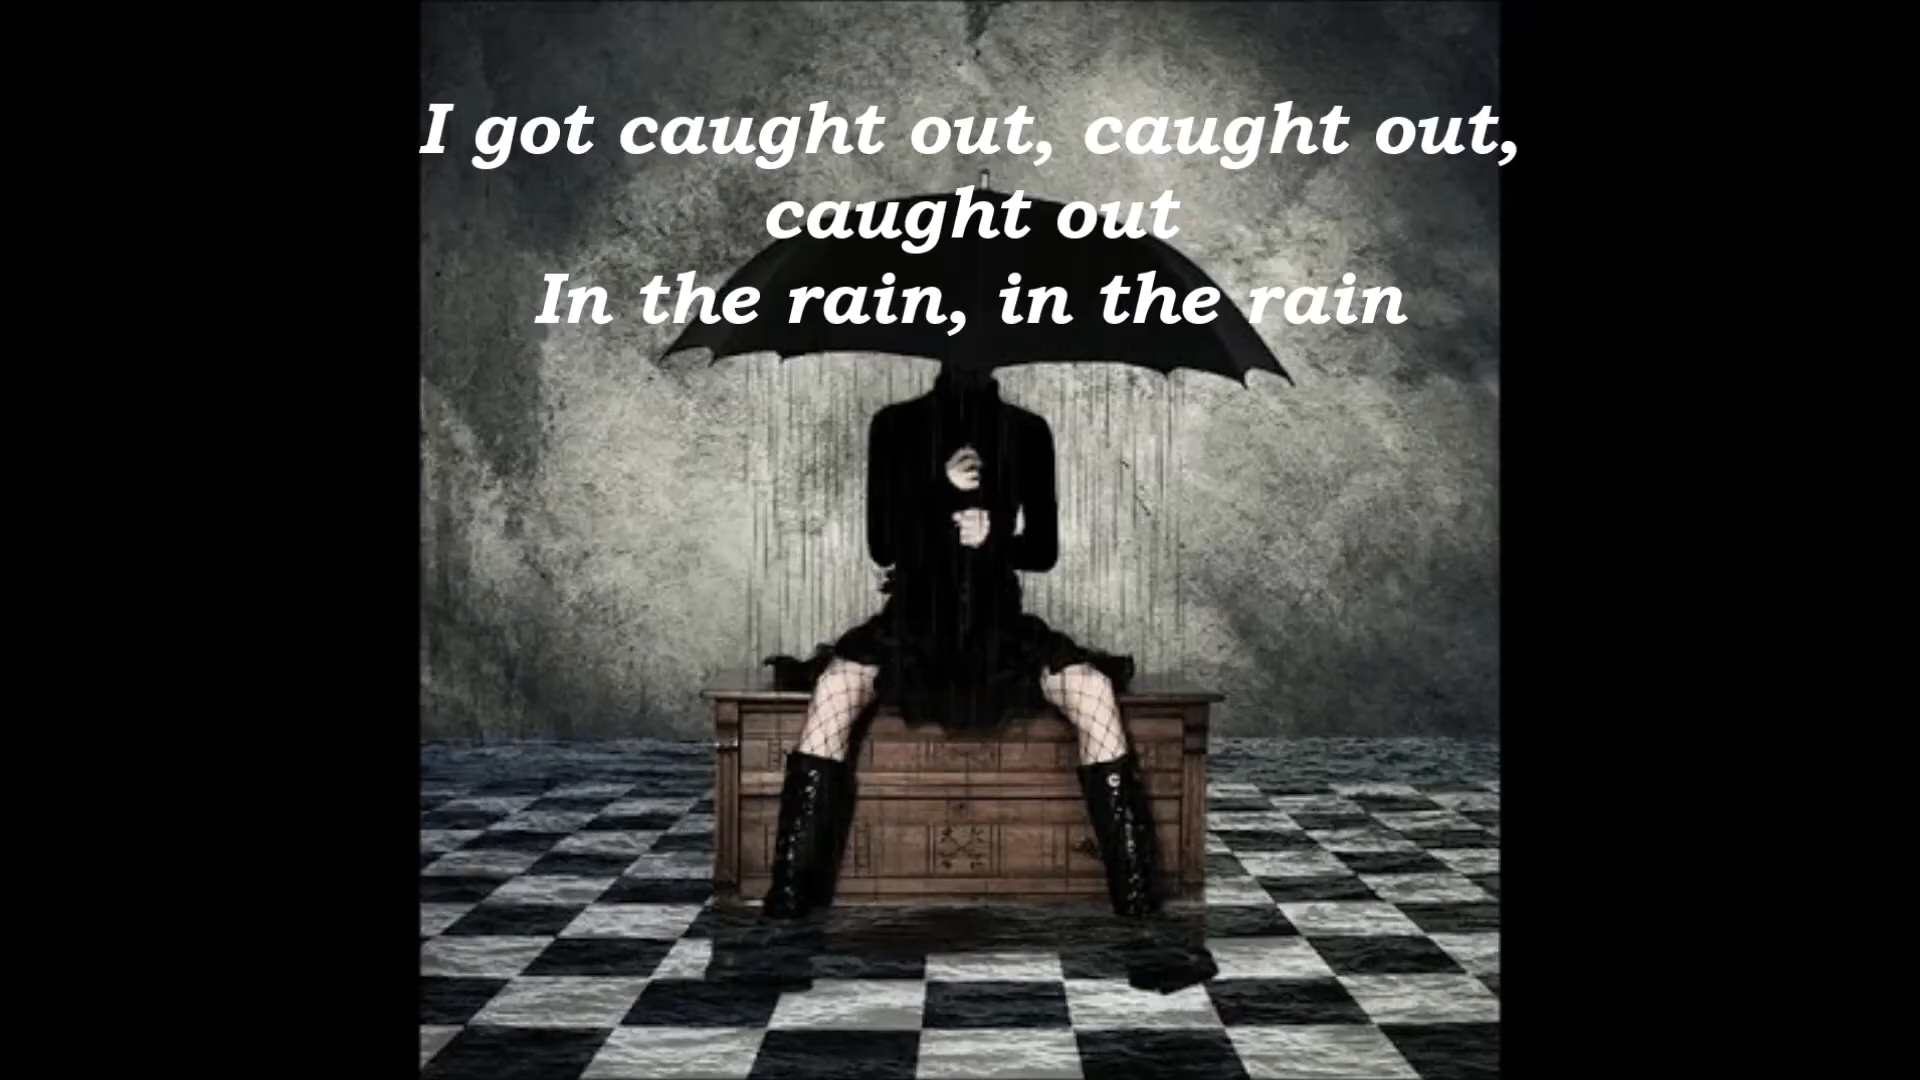 I got caught out, caught out,
caught out
In the rain, in the rain